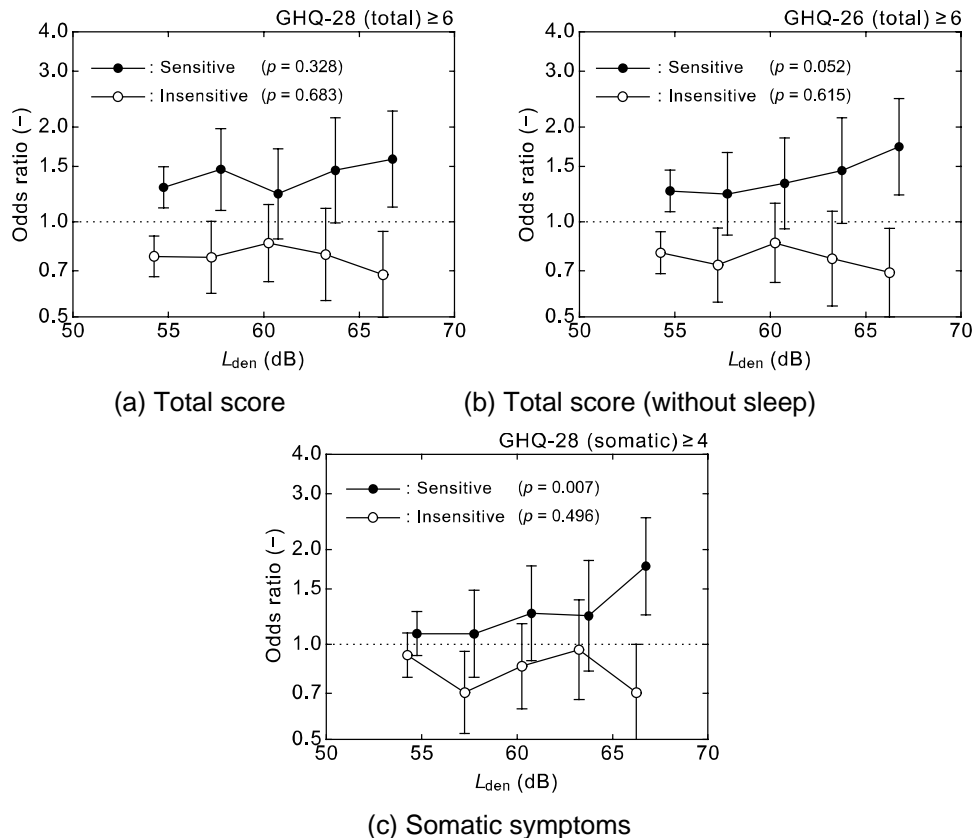 GHQ-28 (total) ≥ 6
4.0
3.0
2.0
1.5
1.0
0.7
0.5
Odds ratio (−)
: Sensitive (p = 0.328)
: Insensitive (p = 0.683)
50 55 60 65 70
Lden (dB)
(a) Total score
GHQ-26 (total) ≥ 6
4.0
3.0
2.0
1.5
1.0
0.7
0.5
Odds ratio (−)
: Sensitive (p = 0.052)
: Insensitive (p = 0.615)
50 55 60 65 70
Lden (dB)
(b) Total score (without sleep)
GHQ-28 (somatic) ≥ 4
4.0
3.0
2.0
1.5
1.0
0.7
0.5
Odds ratio (−)
: Sensitive (p = 0.007)
: Insensitive (p = 0.496)
50 55 60 65 70
Lden (dB)
(c) Somatic symptoms